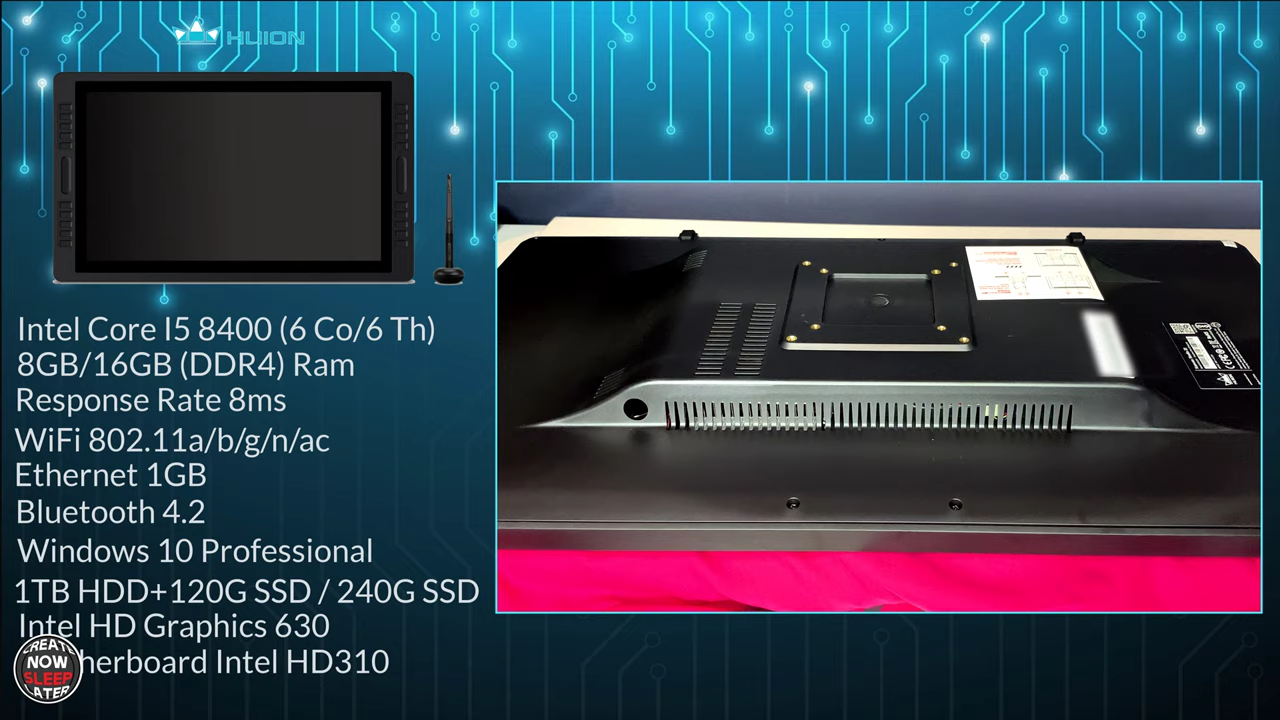 HUION
Intel Core I5 8400 (6 Co/6 Th)
8GB/16GB (DDR4) Ram
Response Rate 8ms
WiFi 802.11a/b/g/n/ac
Ethernet 1GB
Bluetooth 4.2
Windows 10 Professional
1TB HDD+120G SSD / 240G SSD
Intel HD Graphics 630
herboard Intel HD310
CREATE
NOW
SLEEP
LATER